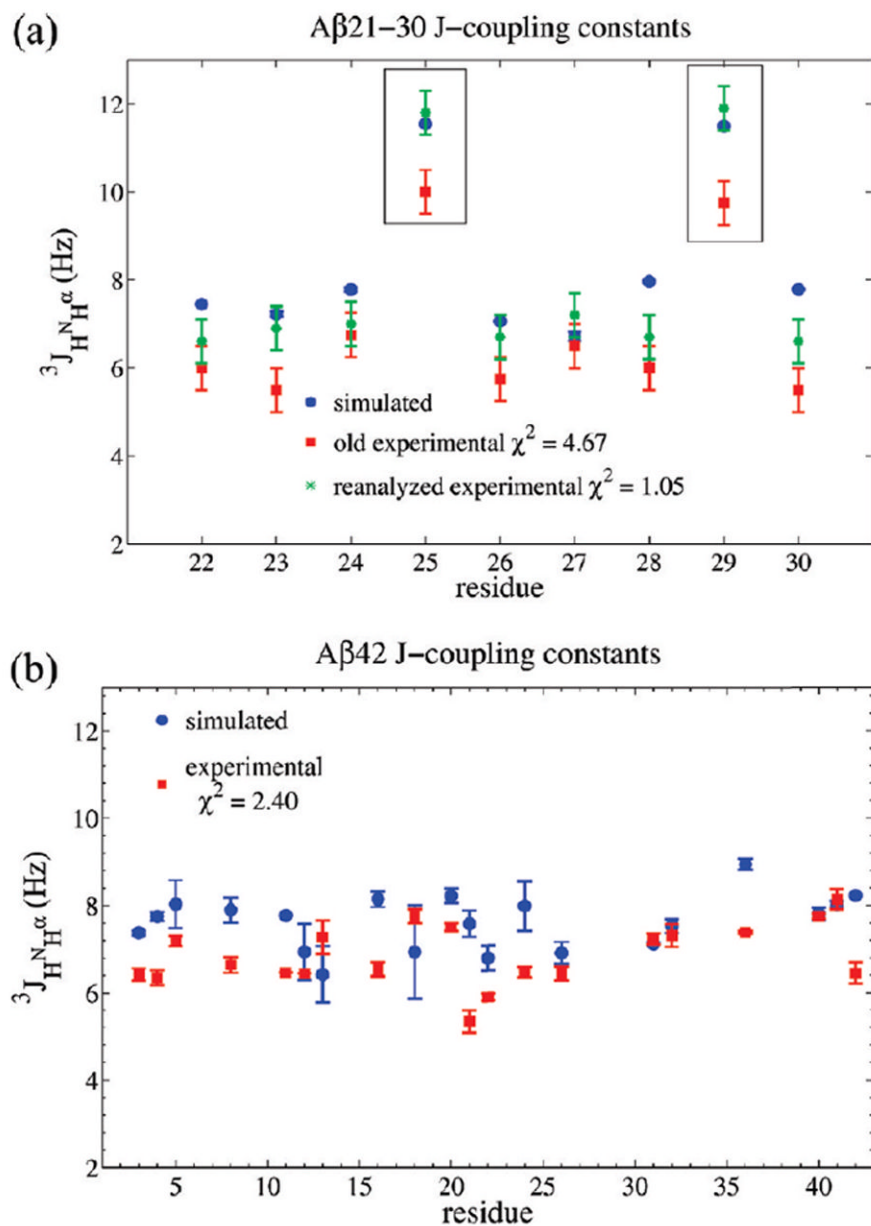 (a)
Aβ21−30 J−coupling constants
12
10
8
6
4
2
³J_H^N_H^α (Hz)
simulated
old experimental χ² = 4.67
reanalyzed experimental χ² = 1.05
22 23 24 25 26 27 28 29 30
residue
(b)
Aβ42 J−coupling constants
12
10
8
6
4
2
³J_H^N_H^α (Hz)
simulated
experimental
χ² = 2.40
5 10 15 20 25 30 35 40
residue